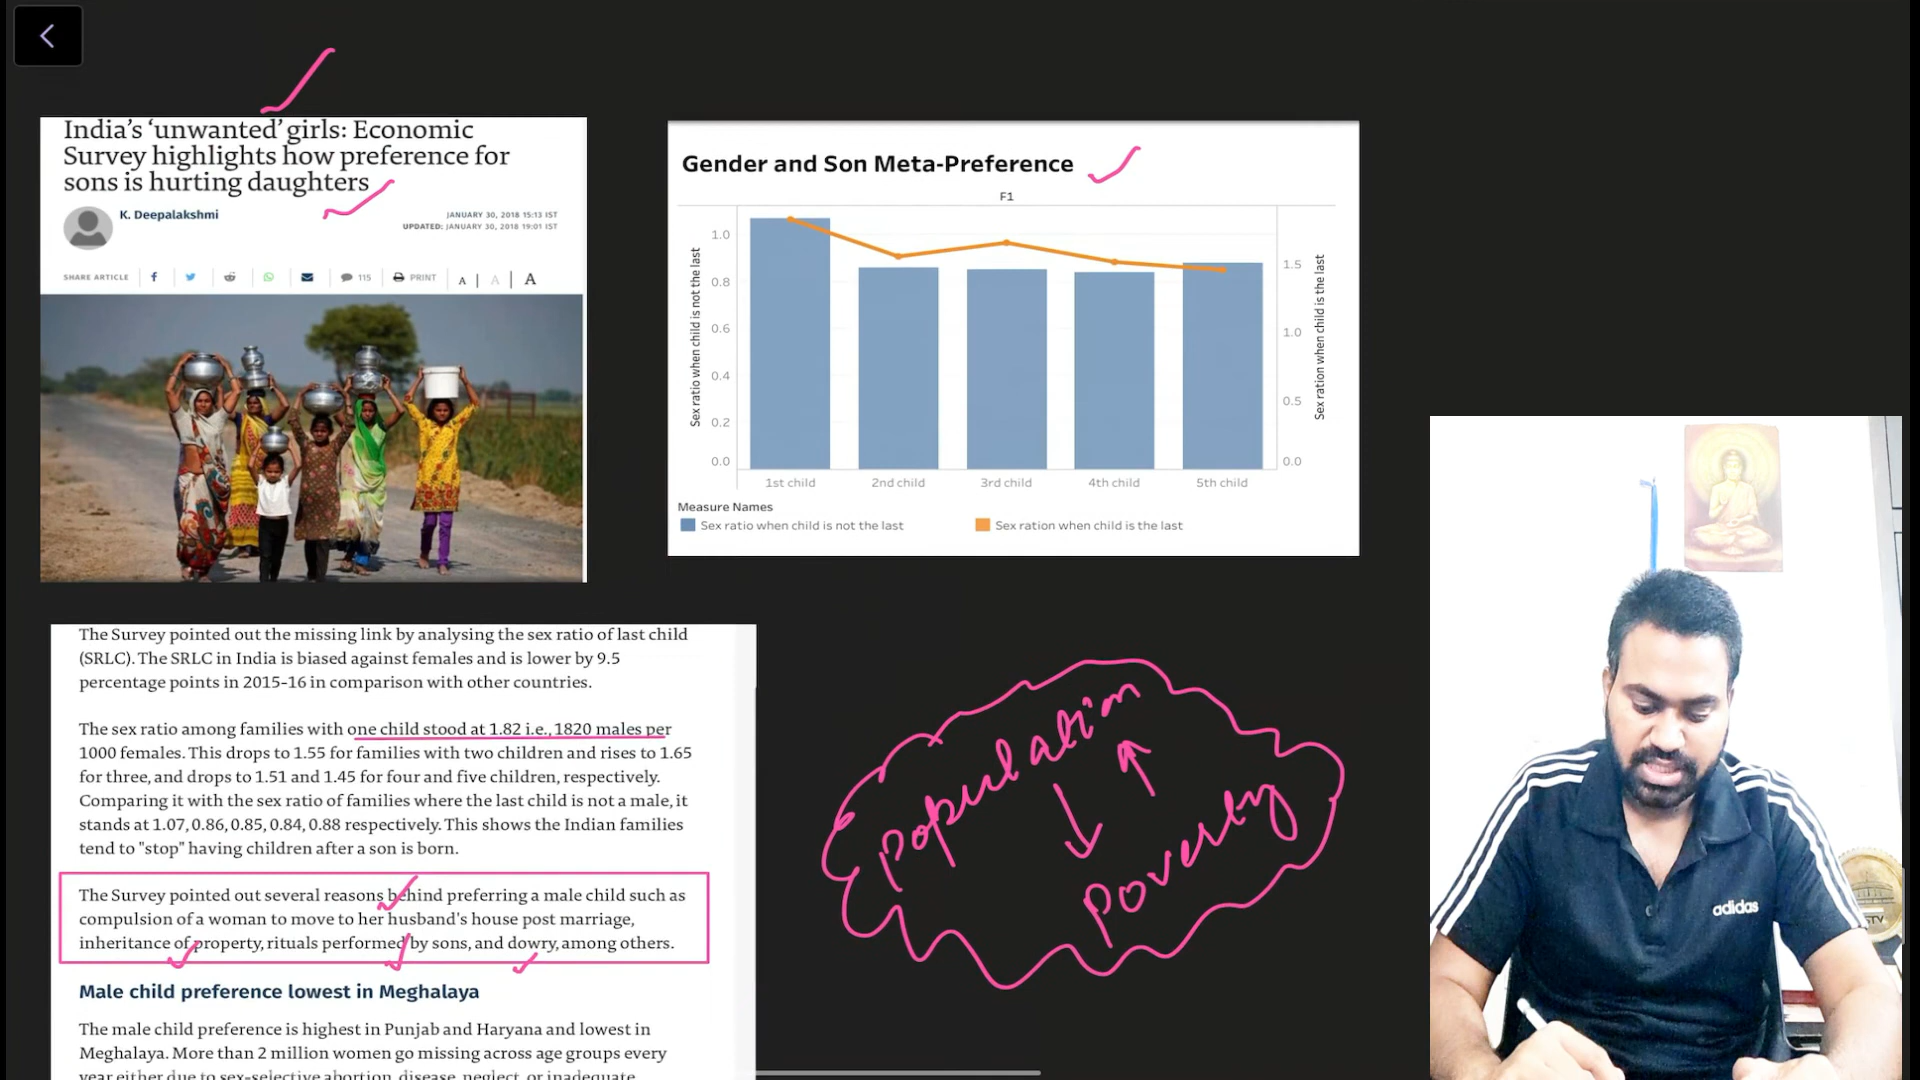 India's 'unwanted' girls: Economic
Survey highlights how preference for
sons is hurting daughters
K. Deepalakshmi
JANUARY 30, 2018 15:13 IST
UPDATED: JANUARY 30, 2018 19:01 IST
SHARE ARTICLE
115
PRINT
A | A | A
Gender and Son Meta-Preference
F1
Sex ratio when child is not the last
1.0
0.8
0.6
0.4
0.2
0.0
1.5
1.0
0.5
0.0
Sex ration when child is the last
1st child 2nd child 3rd child 4th child 5th child
Measure Names
Sex ratio when child is not the last
Sex ration when child is the last
The Survey pointed out the missing link by analysing the sex ratio of last child
(SRLC). The SRLC in India is biased against females and is lower by 9.5
percentage points in 2015-16 in comparison with other countries.
The sex ratio among families with one child stood at 1.82 i.e., 1820 males per
1000 females. This drops to 1.55 for families with two children and rises to 1.65
for three, and drops to 1.51 and 1.45 for four and five children, respectively.
Comparing it with the sex ratio of families where the last child is not a male, it
stands at 1.07, 0.86, 0.85, 0.84, 0.88 respectively. This shows the Indian families
tend to "stop" having children after a son is born.
The Survey pointed out several reasons behind preferring a male child such as
compulsion of a woman to move to her husband's house post marriage,
inheritance of property, rituals performed by sons, and dowry, among others.
Male child preference lowest in Meghalaya
The male child preference is highest in Punjab and Haryana and lowest in
Meghalaya. More than 2 million women go missing across age groups every
year either due to sex-selective abortion, disease, neglect, or inadequate
Population
Poverty
adidas